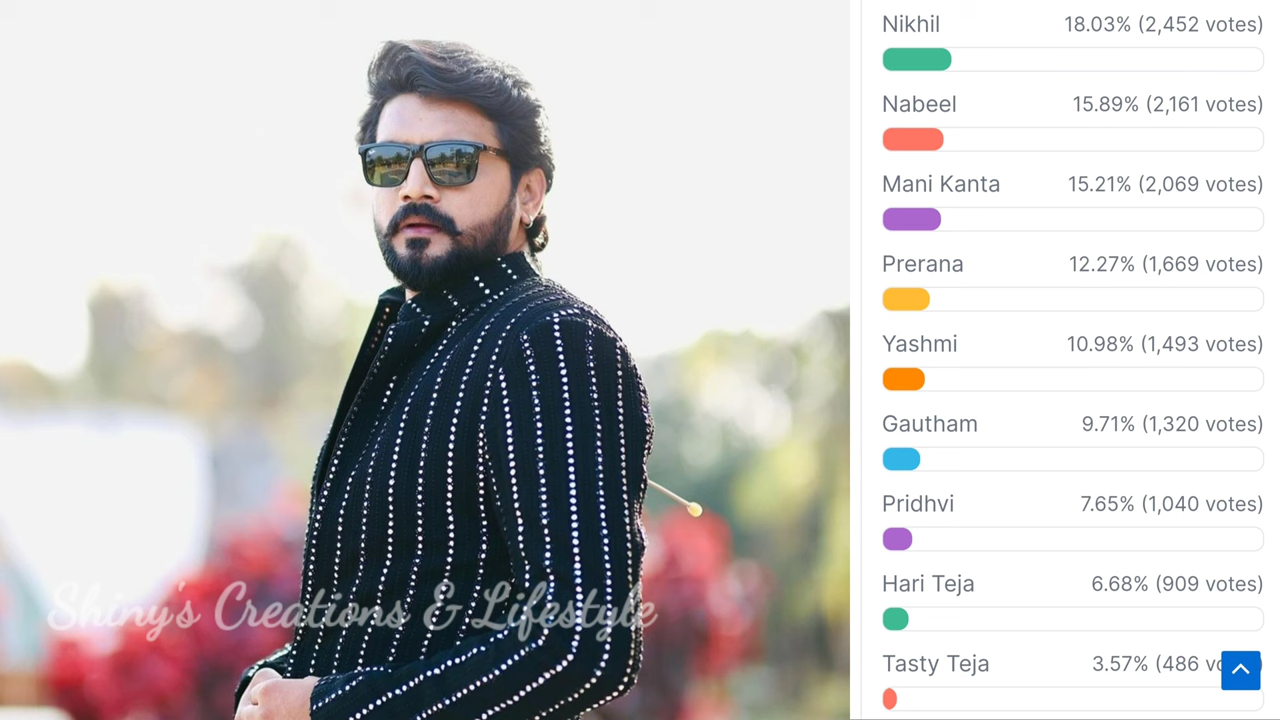 Nikhil 18.03% (2,452 votes)
Nabeel 15.89% (2,161 votes)
Mani Kanta 15.21% (2,069 votes)
Prerana 12.27% (1,669 votes)
Yashmi 10.98% (1,493 votes)
Gautham 9.71% (1,320 votes)
Pridhvi 7.65% (1,040 votes)
Shiny's Creations & Lifestyle
Hari Teja 6.68% (909 votes)
Tasty Teja 3.57% (486